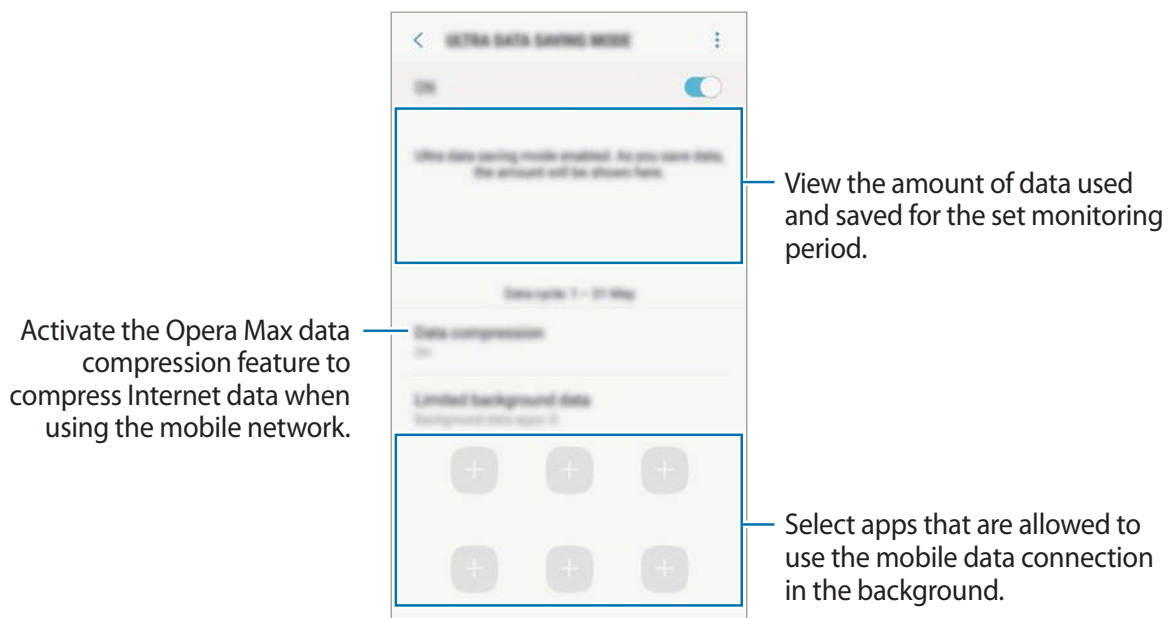 ULTRA DATA SAVING MODE
ON
Ultra data saving mode enabled. As you save data,
the amount will be shown here.
View the amount of data used
and saved for the set monitoring
period.
Data cycle: 1 – 31 May
Activate the Opera Max data
compression feature to
compress Internet data when
using the mobile network.
Data compression
On
Limited background data
Background data apps: 0
Select apps that are allowed to
use the mobile data connection
in the background.